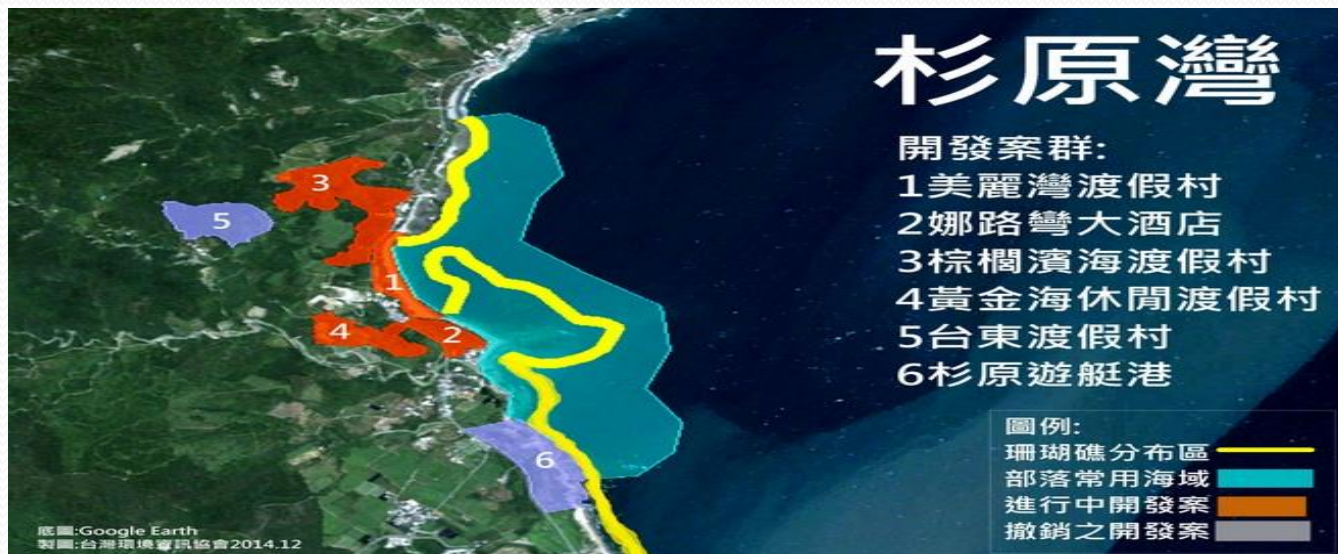 杉原灣
開發案群:
1美麗灣渡假村
2娜路彎大酒店
3棕櫚濱海渡假村
4黃金海休閒渡假村
5台東渡假村
6杉原遊艇港
3
5
1
4
2
6
圖例:
珊瑚礁分布區
部落常用海域
進行中開發案
撤銷之開發案
底圖:Google Earth
製圖:台灣環境資訊協會2014.12